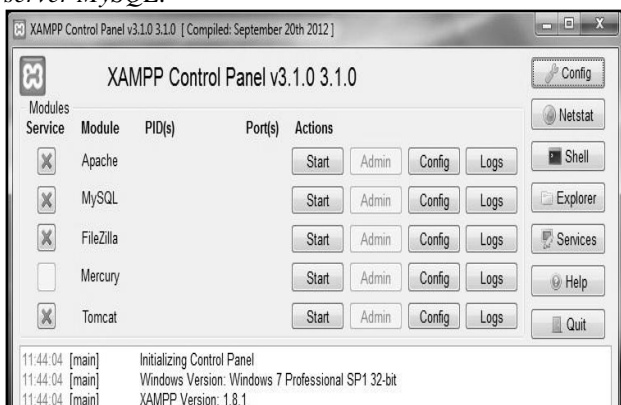 server MySQL.
XAMPP Control Panel v3.1.0 3.1.0 [ Compiled: September 20th 2012 ]
XAMPP Control Panel v3.1.0 3.1.0
Config
Modules
Service Module PID(s) Port(s) Actions
Netstat
Apache Start Admin Config Logs
Shell
MySQL Start Admin Config Logs
Explorer
FileZilla Start Admin Config Logs
Services
Mercury Start Admin Config Logs
Help
Tomcat Start Admin Config Logs
Quit
11:44:04 [main] Initializing Control Panel
11:44:04 [main] Windows Version: Windows 7 Professional SP1 32-bit
11:44:04 [main] XAMPP Version: 1.8.1